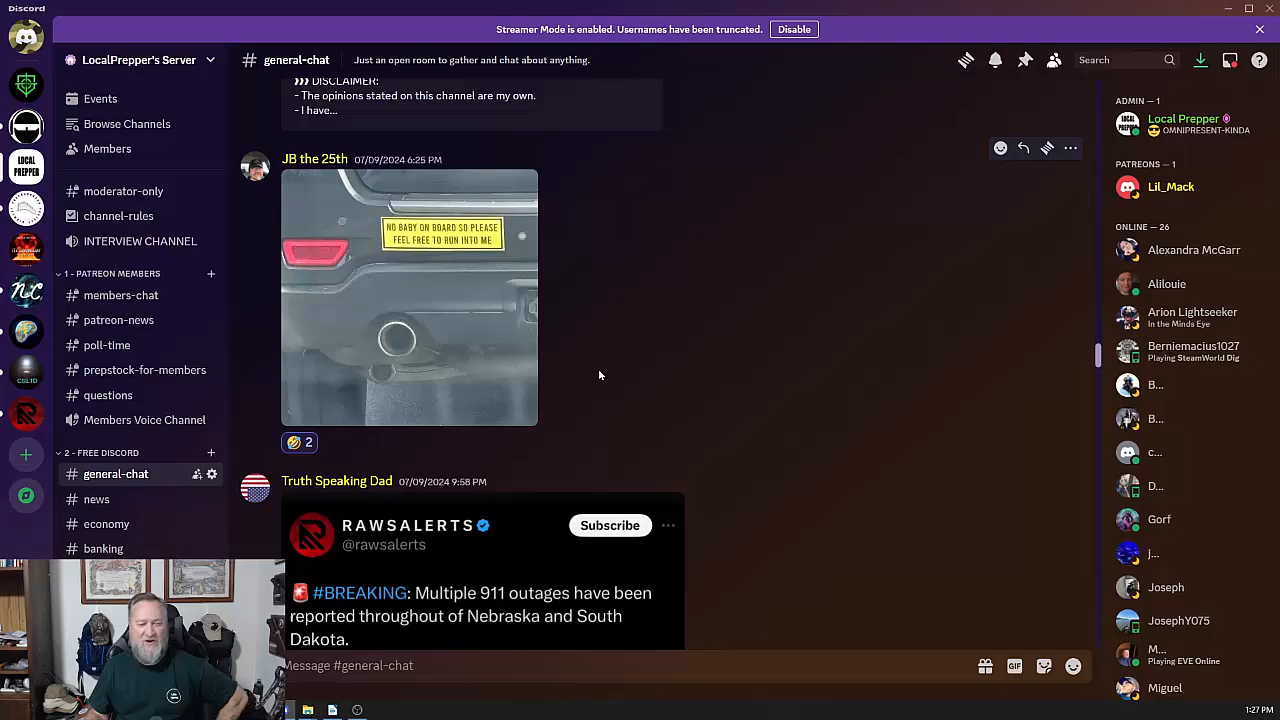 Discord
Streamer Mode is enabled. Usernames have been truncated.
Disable
LocalPrepper's Server
general-chat
Just an open room to gather and chat about anything.
Search
Events
Browse Channels
Members
moderator-only
channel-rules
INTERVIEW CHANNEL
1 - PATREON MEMBERS
members-chat
patreon-news
poll-time
prepstock-for-members
questions
Members Voice Channel
2 - FREE DISCORD
general-chat
news
economy
banking
LOCAL
PREPPER
CSILTD
))) DISCLAIMER:
- The opinions stated on this channel are my own.
- I have...
JB the 25th 07/09/2024 6:25 PM
NO BABY ON BOARD SO PLEASE
FEEL FREE TO RUN INTO ME
2
Truth Speaking Dad 07/09/2024 9:58 PM
RAWSALERTS
@rawsalerts
Subscribe
#BREAKING: Multiple 911 outages have been
reported throughout of Nebraska and South
Dakota.
Message #general-chat
GIF
ADMIN — 1
Local Prepper
OMNIPRESENT-KINDA
PATREONS — 1
Lil_Mack
ONLINE — 26
Alexandra McGarr
Alilouie
Arion Lightseeker
In the Minds Eye
Berniemacius1027
Playing SteamWorld Dig
B...
B...
c...
D...
Gorf
j...
Joseph
JosephY075
M...
Playing EVE Online
Miguel
1:27 PM